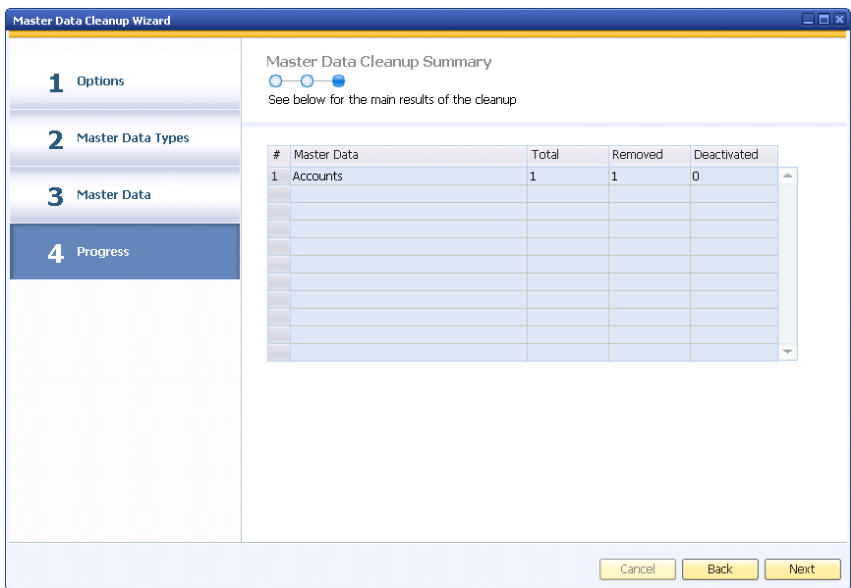 Master Data Cleanup Wizard
1 Options
2 Master Data Types
3 Master Data
4 Progress
Master Data Cleanup Summary
See below for the main results of the cleanup
# Master Data Total Removed Deactivated
1 Accounts 1 1 0
Cancel Back Next